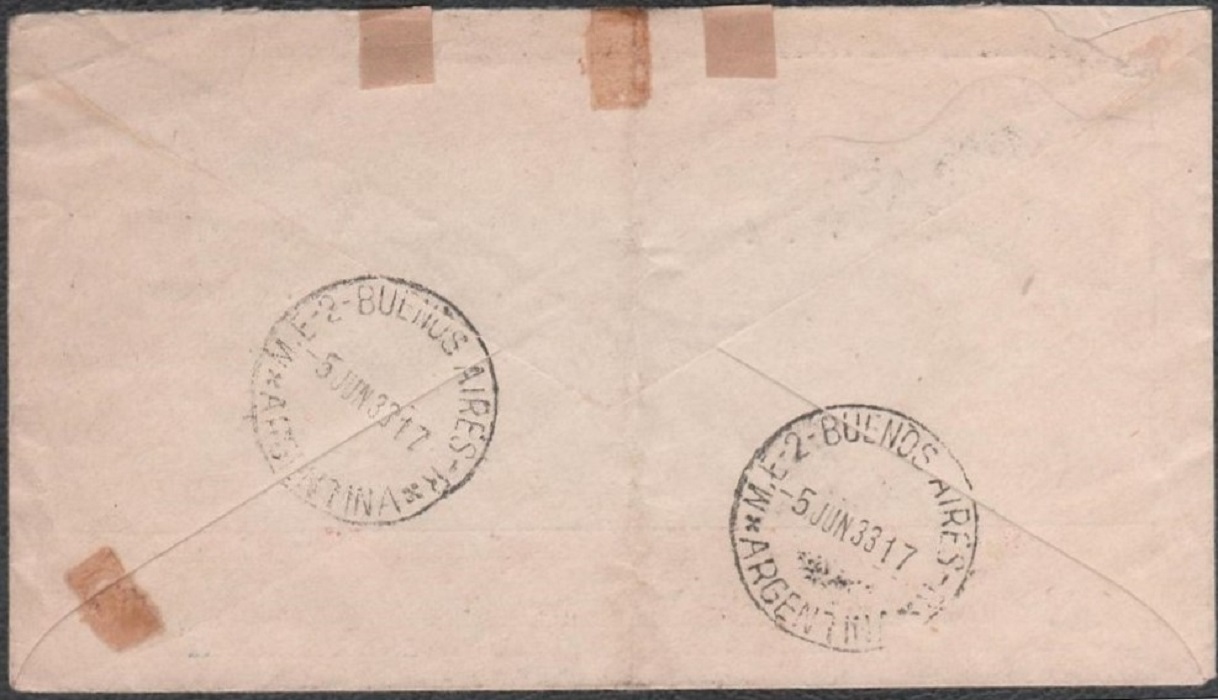 M.E-2-BUENOS AIRES-R
-5 JUN 33 17
ARGENTINA
M.E-2-BUENOS AIRES-R
-5 JUN 33 17
ARGENTINA